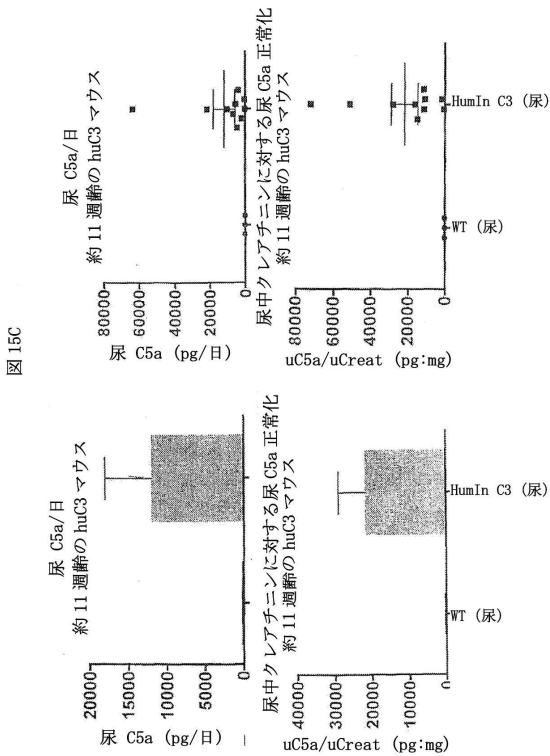 図 15C
尿 C5a/日
約 11 週齢の huC3 マウス
尿 C5a (pg/日)
20000
15000
10000
5000
0
尿 C5a/日
約 11 週齢の huC3 マウス
尿 C5a (pg/日)
80000
60000
40000
20000
0
尿中クレアチニンに対する尿 C5a 正常化
約 11 週齢の huC3 マウス
uC5a/uCreat (pg:mg)
40000
30000
20000
10000
0
WT (尿)
HumIn C3 (尿)
尿中クレアチニンに対する尿 C5a 正常化
約 11 週齢の huC3 マウス
uC5a/uCreat (pg:mg)
80000
60000
40000
20000
0
WT (尿)
HumIn C3 (尿)